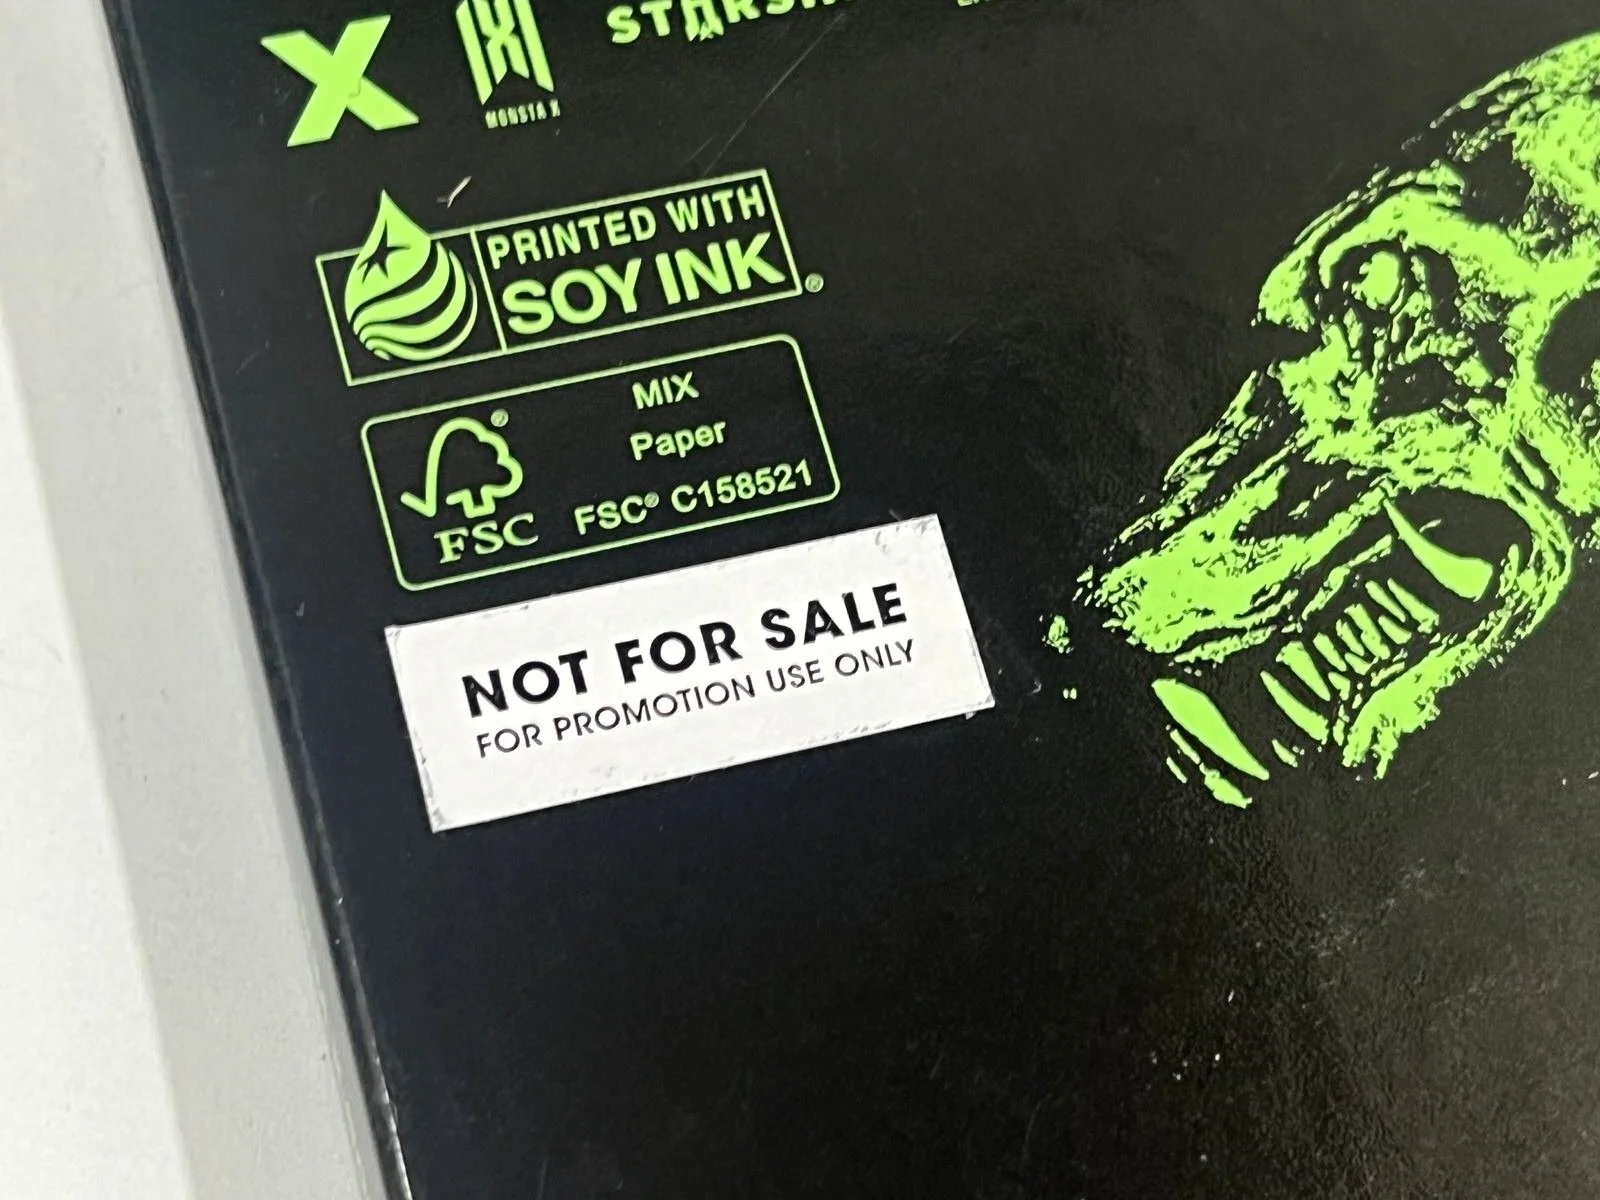 X
MONSTA X
PRINTED WITH
SOY INK®
MIX
Paper
FSC® C158521
FSC
NOT FOR SALE
FOR PROMOTION USE ONLY